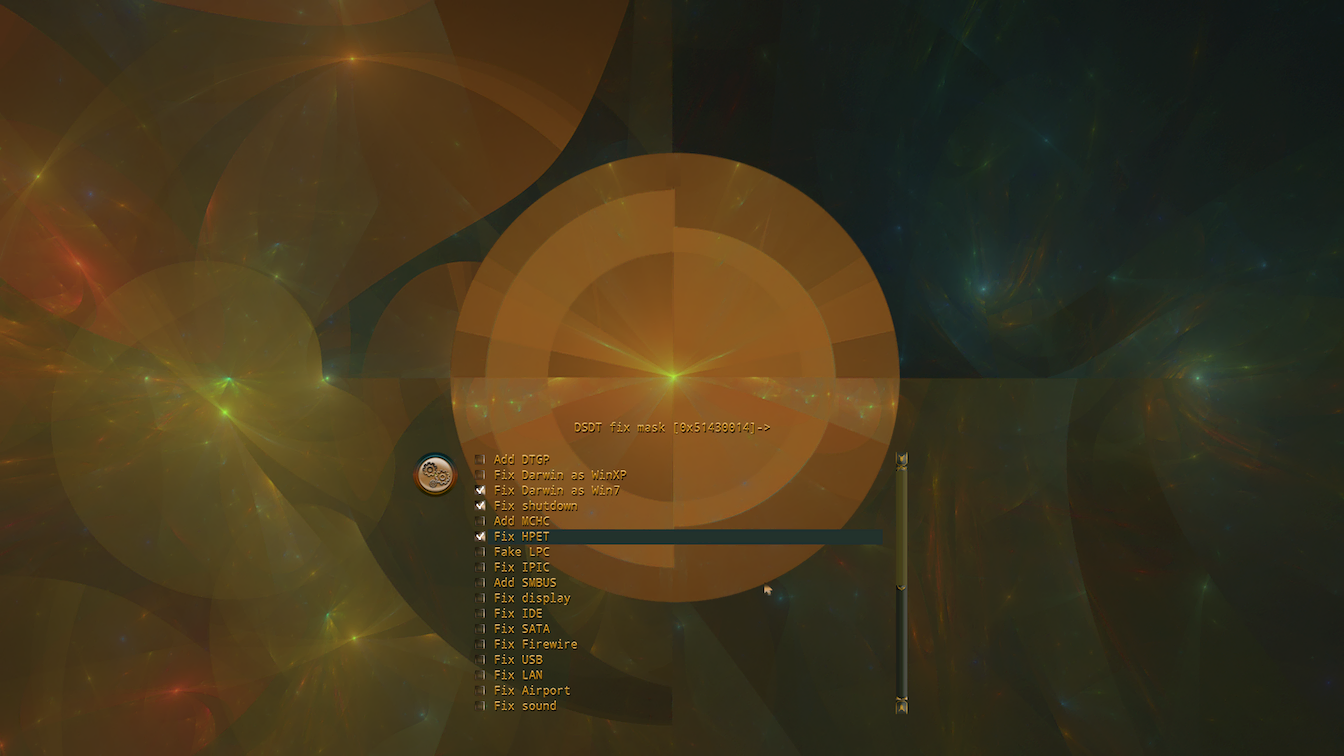 DSDT fix mask [0x51430014]->
Add DTGP
Fix Darwin as WinXP
Fix Darwin as Win7
Fix shutdown
Add MCHC
Fix HPET
Fake LPC
Fix IPIC
Add SMBUS
Fix display
Fix IDE
Fix SATA
Fix Firewire
Fix USB
Fix LAN
Fix Airport
Fix sound